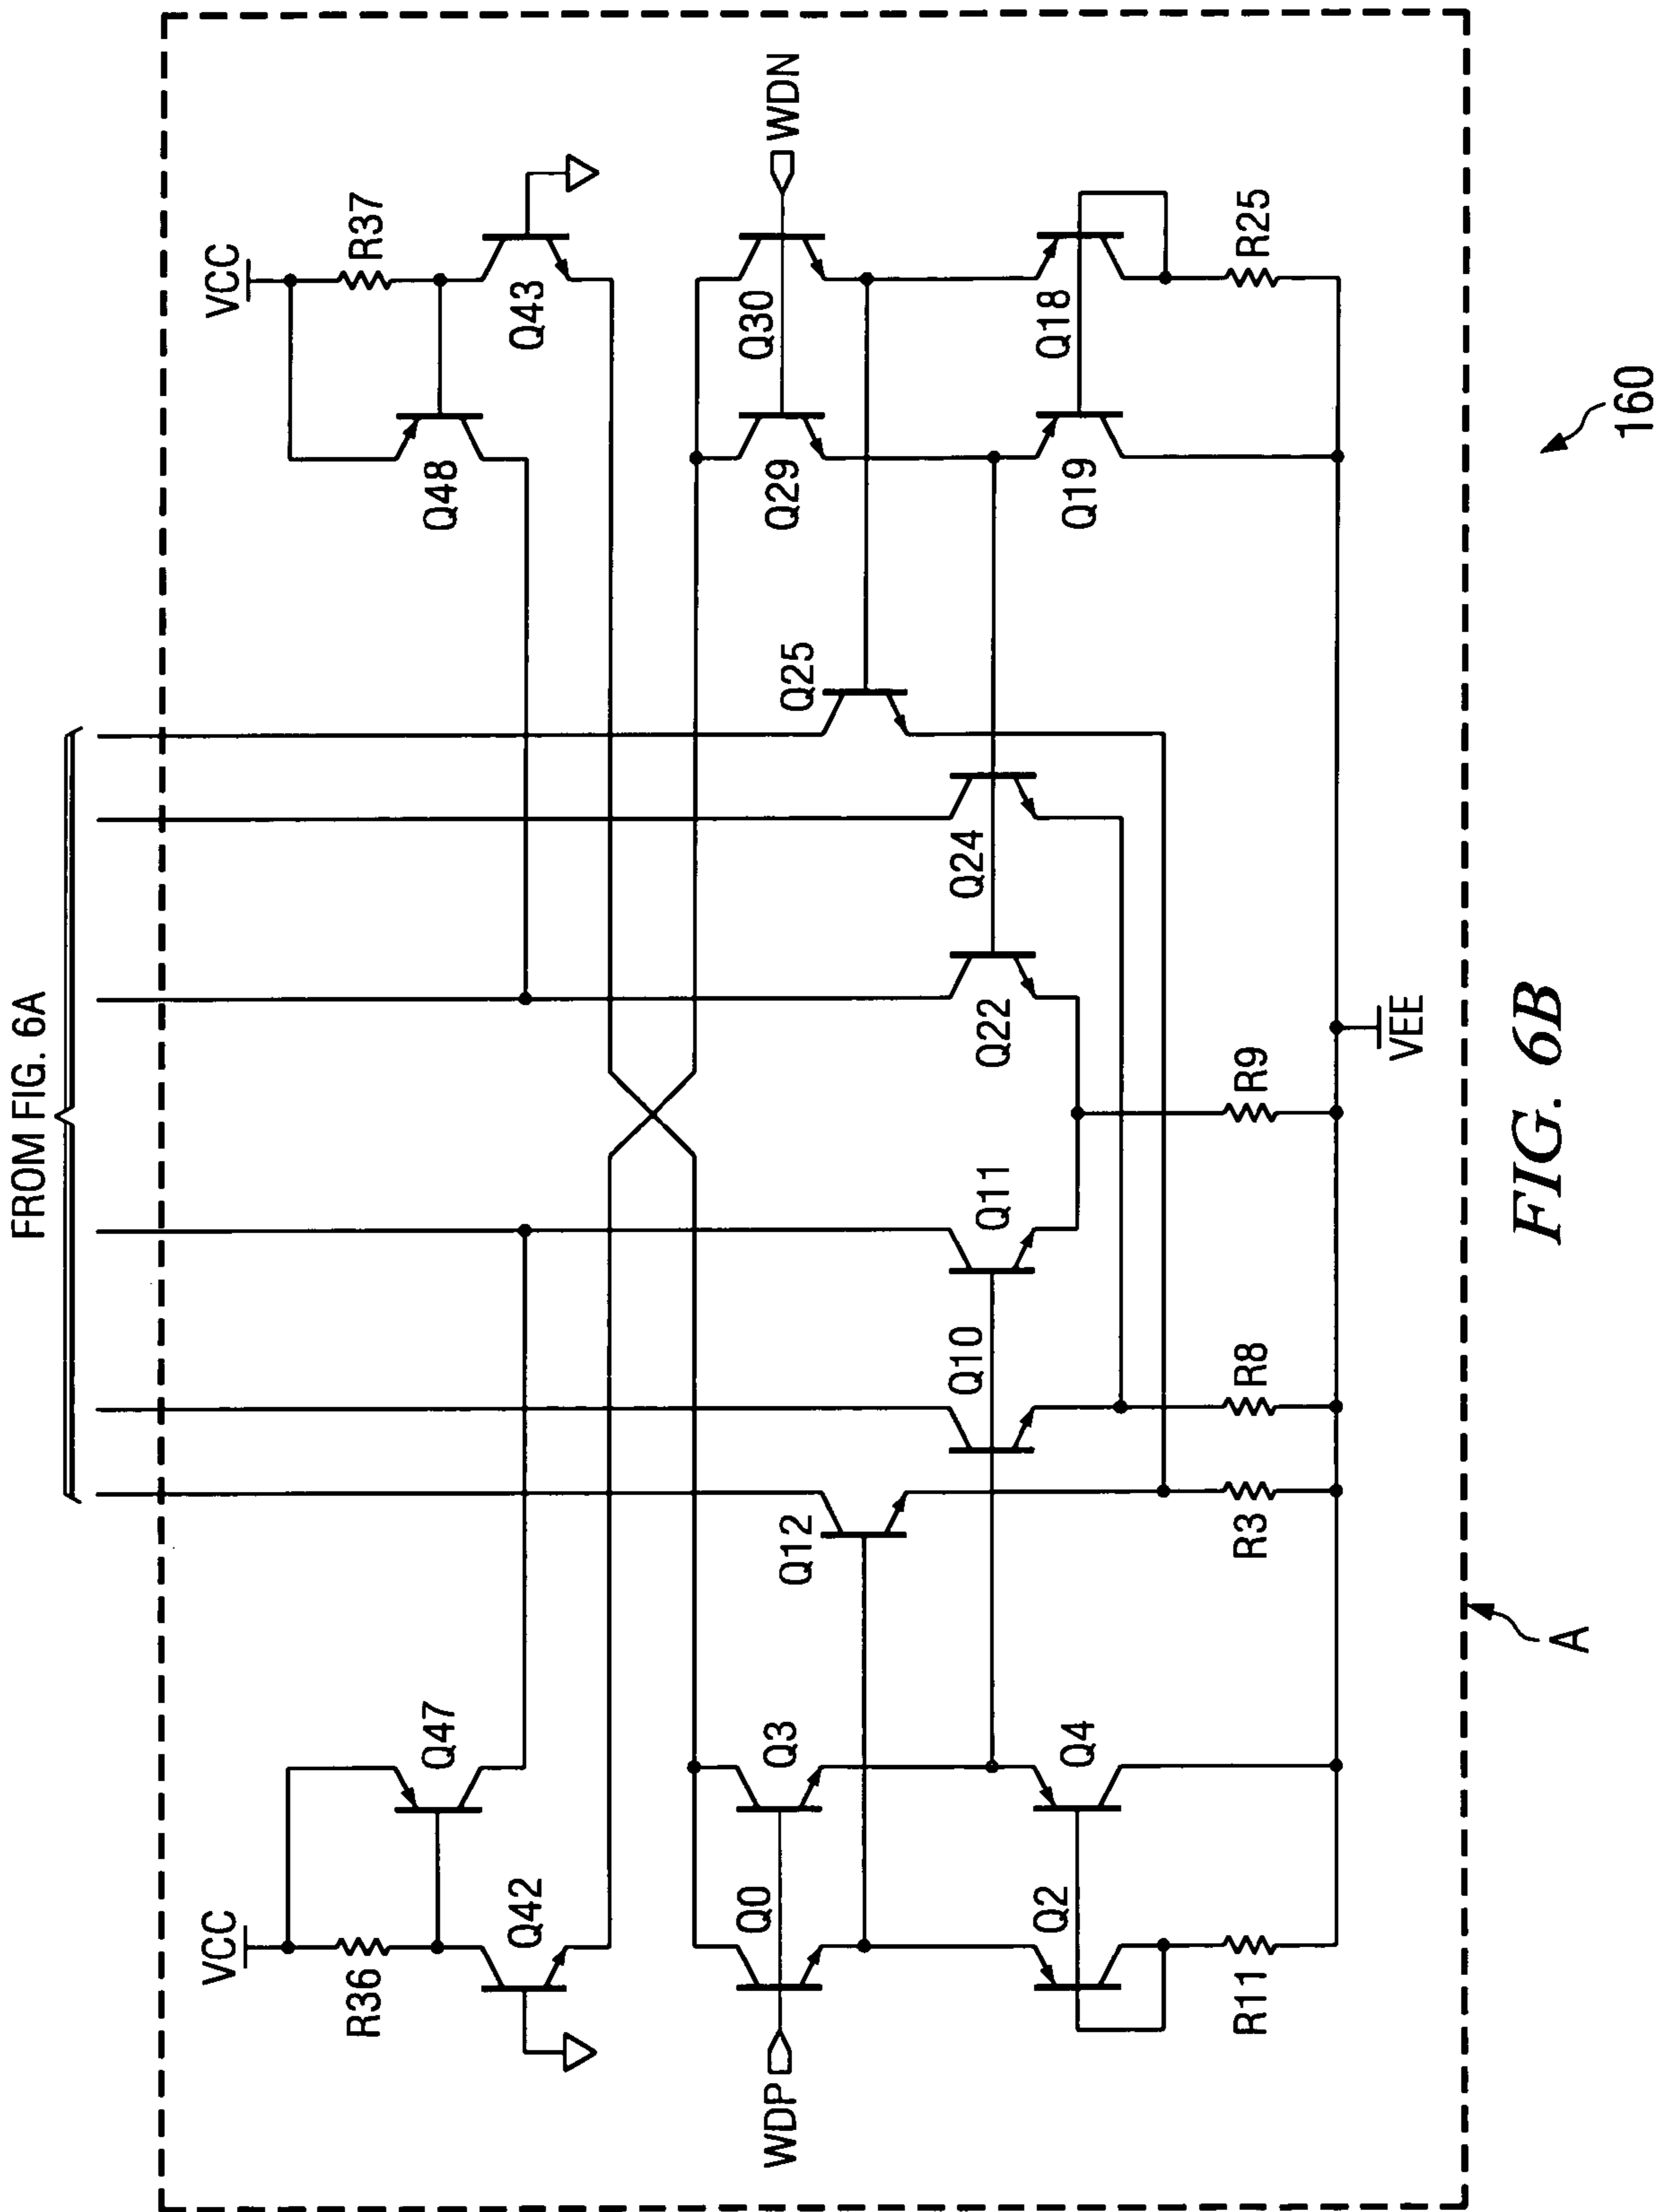 FROM FIG. 6A
VCC
VCC
R36
R37
Q47
Q48
Q42
Q43
WDP
Q0
Q3
Q12
Q25
Q29
Q30
WDN
Q10
Q11
Q22
Q24
Q2
Q4
Q19
Q18
R11
R3
R8
R9
R25
VEE
A
160
FIG. 6B